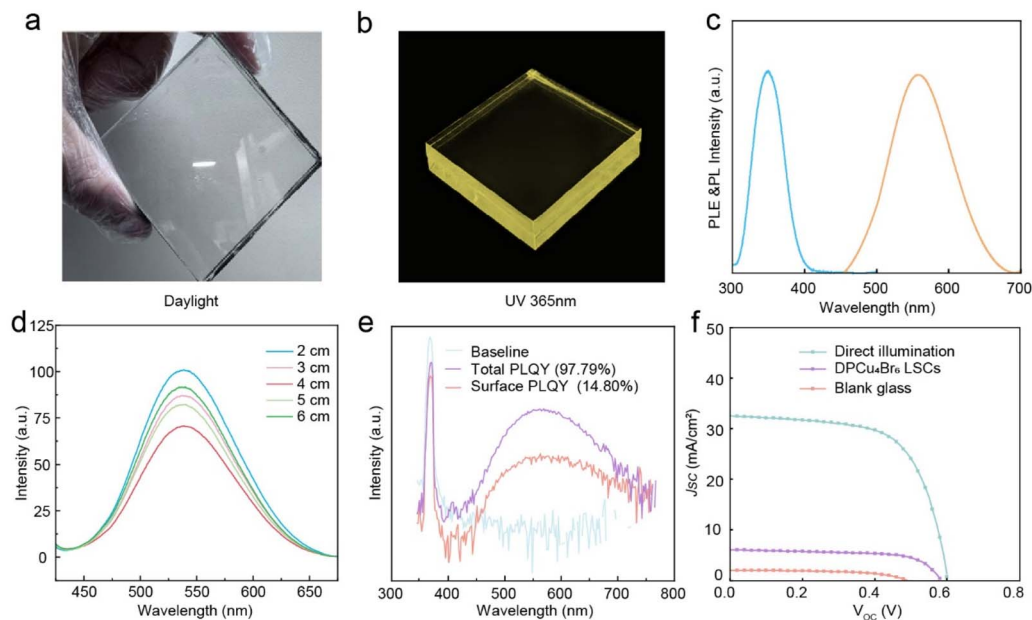 a
Daylight
b
UV 365nm
c
PLE &PL Intensity (a.u.)
300
400
500
600
700
Wavelength (nm)
d
Intensity (a.u.)
125
100
75
50
25
0
2 cm
3 cm
4 cm
5 cm
6 cm
450
500
550
600
650
Wavelength (nm)
e
Intensity (a.u.)
Baseline
Total PLQY (97.79%)
Surface PLQY (14.80%)
300
400
500
600
700
800
Wavelength (nm)
f
Jsc (mA/cm²)
50
40
30
20
10
0
Direct illumination
DPCu₄Br₆ LSCs
Blank glass
0.0
0.2
0.4
0.6
0.8
V_OC (V)